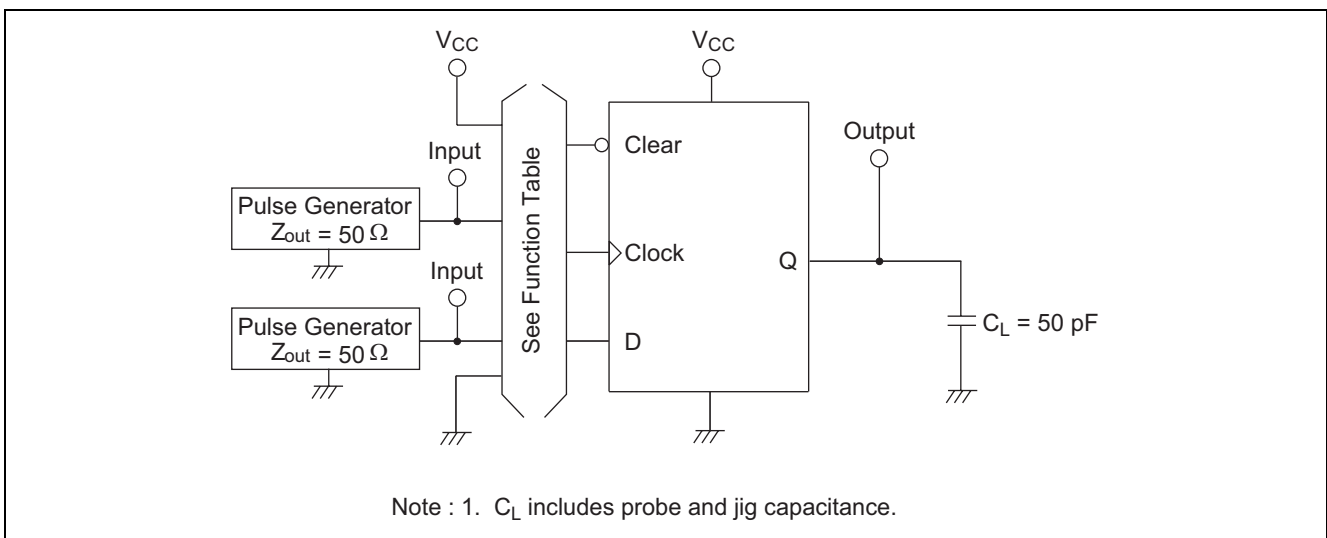 VCC
VCC
Output
Input
Clear
See Function Table
Pulse Generator
Zout = 50 Ω
Clock
Q
Input
Pulse Generator
Zout = 50 Ω
D
CL = 50 pF
Note : 1. CL includes probe and jig capacitance.